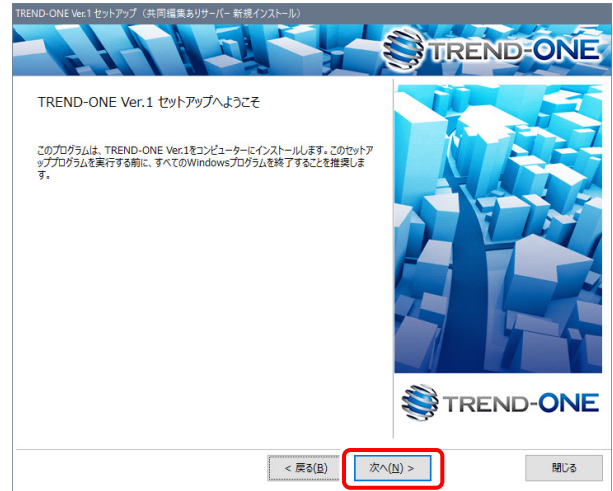 TREND-ONE Ver.1 セットアップ（共同編集ありサーバー 新規インストール）
TREND-ONE
TREND-ONE Ver.1 セットアップへようこそ
このプログラムは、TREND-ONE Ver.1をコンピューターにインストールします。このセットア
ッププログラムを実行する前に、すべてのWindowsプログラムを終了することを推奨しま
す。
TREND-ONE
< 戻る(B)
次へ(N) >
閉じる